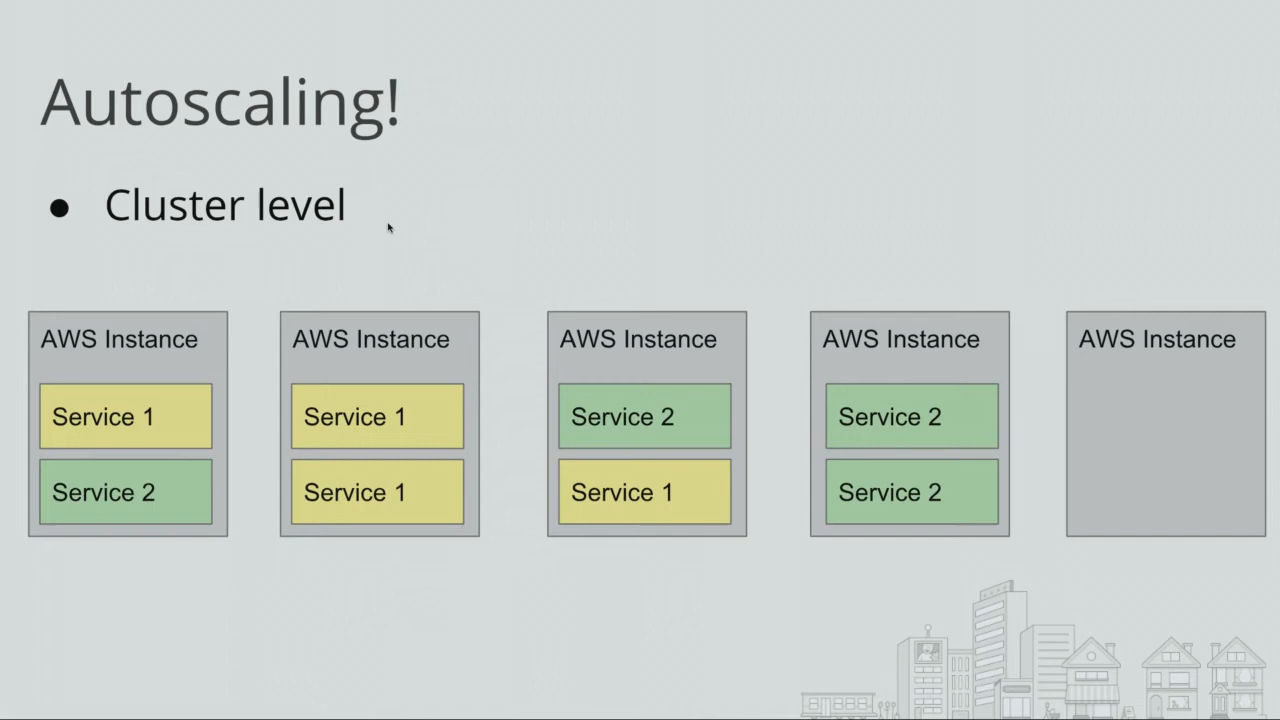 Autoscaling!
● Cluster level
AWS Instance
Service 1
Service 2
AWS Instance
Service 1
Service 1
AWS Instance
Service 2
Service 1
AWS Instance
Service 2
Service 2
AWS Instance